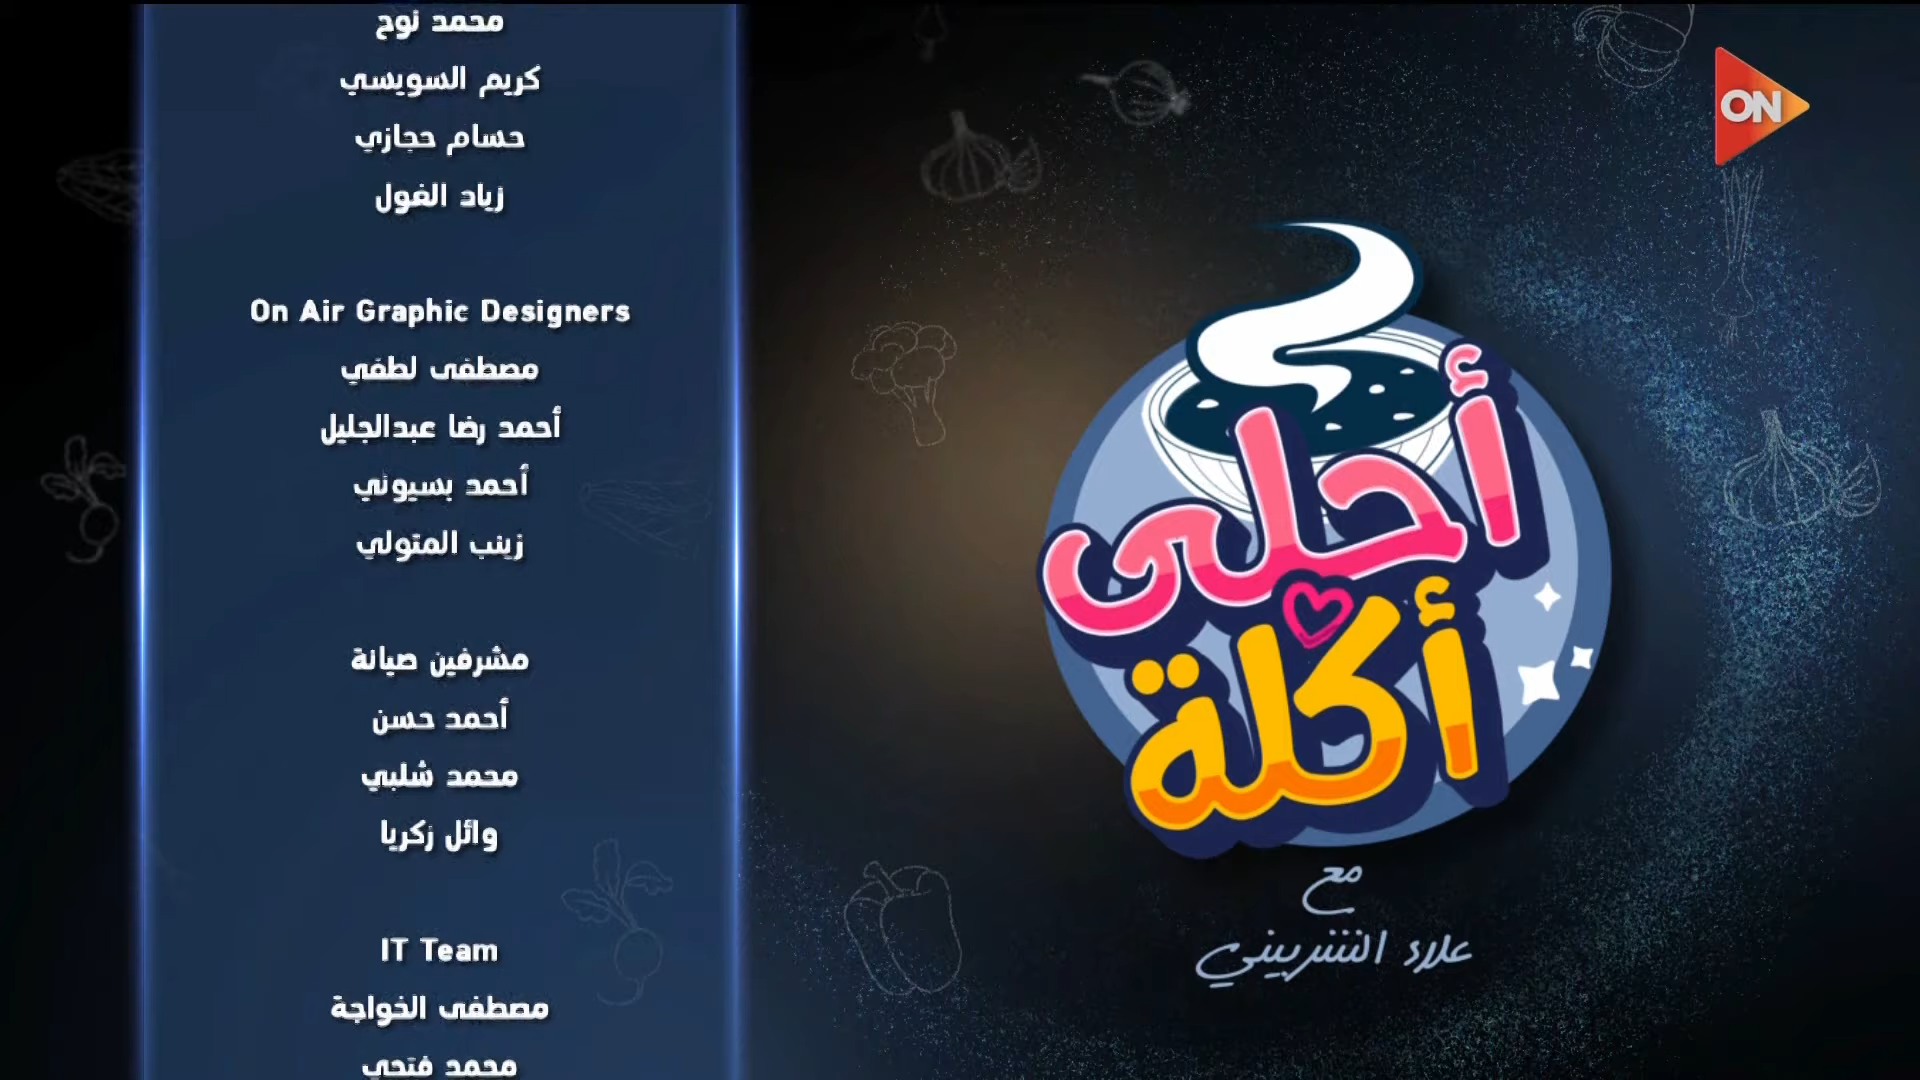 محمد نوح
كريم السويسي
حسام حجازي
زياد الغول
On Air Graphic Designers
مصطفى لطفي
أحمد رضا عبدالجليل
أحمد بسيوني
زينب المتولي
مشرفين صيانة
أحمد حسن
محمد شلبي
وائل زكريا
IT Team
مصطفى الخواجة
محمد فتحي
ON
أحلى
أكلة
مع
علاء الشربيني